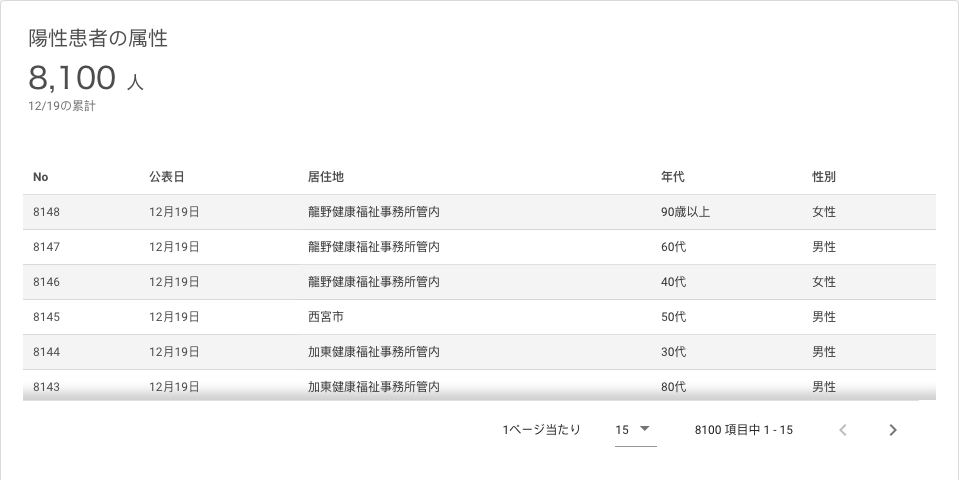 陽性患者の属性
8,100 人
12/19の累計
No 公表日 居住地 年代 性別
8148 12月19日 龍野健康福祉事務所管内 90歳以上 女性
8147 12月19日 龍野健康福祉事務所管内 60代 男性
8146 12月19日 龍野健康福祉事務所管内 40代 女性
8145 12月19日 西宮市 50代 男性
8144 12月19日 加東健康福祉事務所管内 30代 男性
8143 12月19日 加東健康福祉事務所管内 80代 男性
1ページ当たり 15 8100 項目中 1 - 15